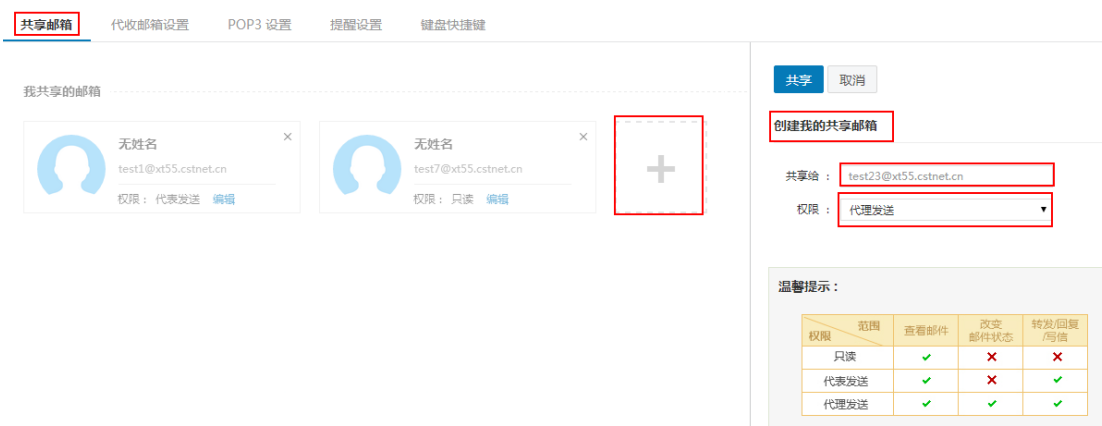 共享邮箱 代收邮箱设置 POP3 设置 提醒设置 键盘快捷键
我共享的邮箱
无姓名
test1@xt55.cstnet.cn
权限： 代表发送 编辑
无姓名
test7@xt55.cstnet.cn
权限： 只读 编辑
共享 取消
创建我的共享邮箱
共享给 ： test23@xt55.cstnet.cn
权限 ： 代理发送
温馨提示：
权限 范围 查看邮件 改变 邮件状态 转发/回复 /写信
只读
代表发送
代理发送